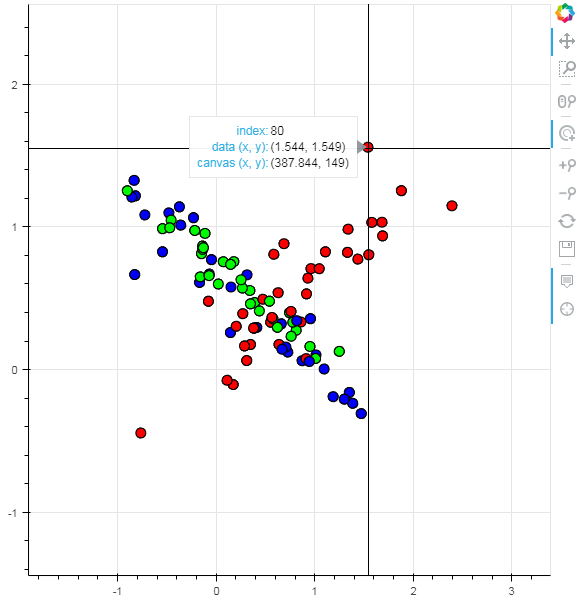 2
index: 80
data (x, y): (1.544, 1.549)
canvas (x, y): (387.844, 149)
1
0
-1
-1 0 1 2 3